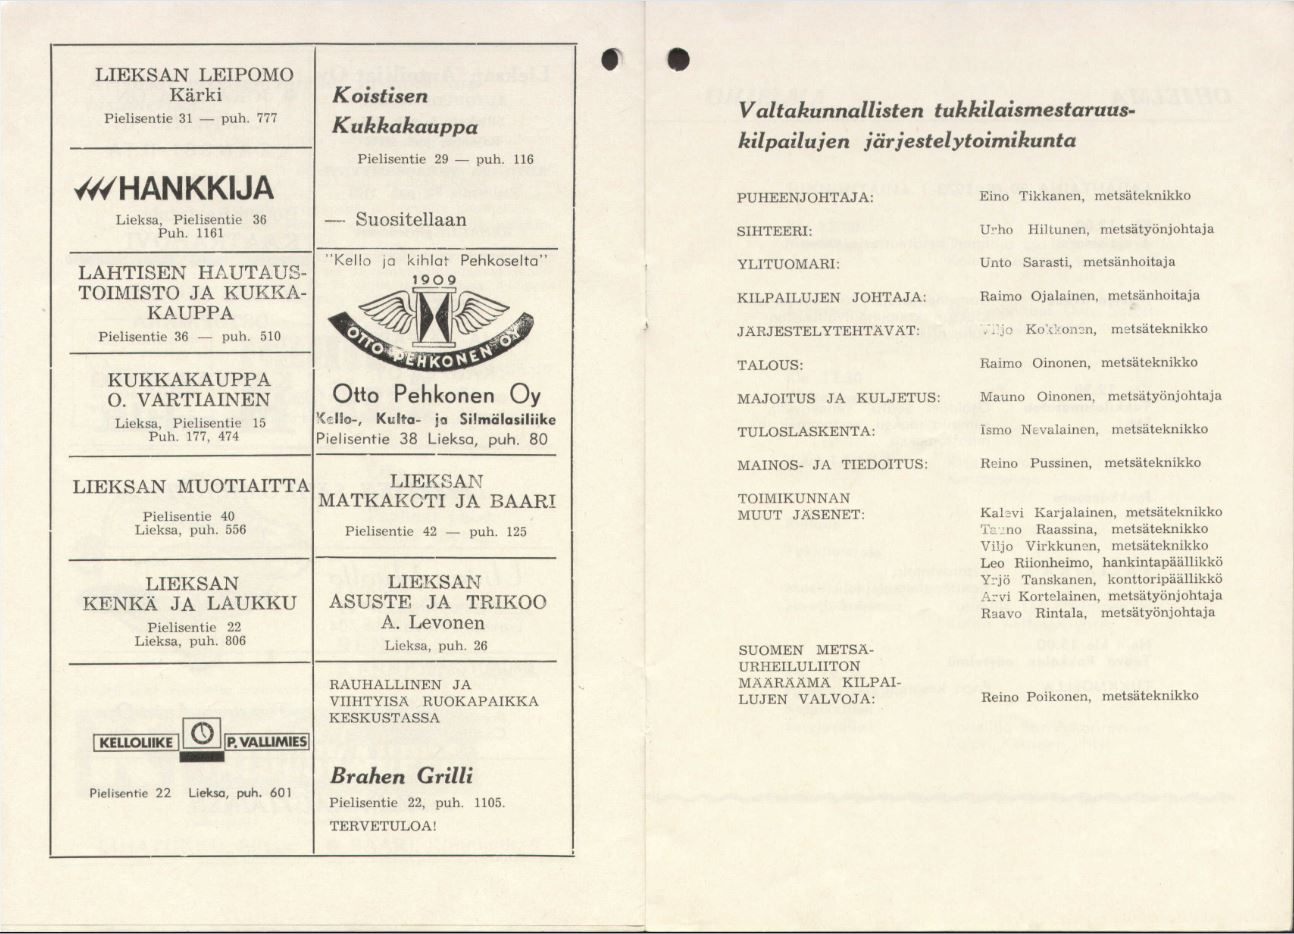 LIEKSAN LEIPOMO
Kärki
Pielisentie 31 — puh. 777
HANKKIJA
Lieksa, Pielisentie 36
Puh. 1161
LAHTISEN HAUTAUS-
TOIMISTO JA KUKKA-
KAUPPA
Pielisentie 36 — puh. 510
KUKKAKAUPPA
O. VARTIAINEN
Lieksa, Pielisentie 15
Puh. 177, 474
LIEKSAN MUOTIAITTA
Pielisentie 40
Lieksa, puh. 556
LIEKSAN
KENKÄ JA LAUKKU
Pielisentie 22
Lieksa, puh. 806
KELLOLIIKE P. VALLIMIES
Pielisentie 22 Lieksa, puh. 601
Koistisen
Kukkakauppa
Pielisentie 29 — puh. 116
— Suositellaan
"Kello ja kihlat Pehkoselta"
1909
OTTO PEHKONEN OY
Otto Pehkonen Oy
Kello-, Kulta- ja Silmälasiliike
Pielisentie 38 Lieksa, puh. 80
LIEKSAN
MATKAKOTI JA BAARI
Pielisentie 42 — puh. 125
LIEKSAN
ASUSTE JA TRIKOO
A. Levonen
Lieksa, puh. 26
RAUHALLINEN JA
VIIHTYISÄ RUOKAPAIKKA
KESKUSTASSA
Brahen Grilli
Pielisentie 22, puh. 1105.
TERVETULOA!
Valtakunnallisten tukkilaismestaruus-
kilpailujen järjestelytoimikunta
PUHEENJOHTAJA: Eino Tikkanen, metsäteknikko
SIHTEERI: Urho Hiltunen, metsätyönjohtaja
YLITUOMARI: Unto Sarasti, metsänhoitaja
KILPAILUJEN JOHTAJA: Raimo Ojalainen, metsänhoitaja
JÄRJESTELYTEHTÄVÄT: Viljo Kokkonen, metsäteknikko
TALOUS: Raimo Oinonen, metsäteknikko
MAJOITUS JA KULJETUS: Mauno Oinonen, metsätyönjohtaja
TULOSLASKENTA: Ismo Nevalainen, metsäteknikko
MAINOS- JA TIEDOITUS: Reino Pussinen, metsäteknikko
TOIMIKUNNAN
MUUT JÄSENET: Kalevi Karjalainen, metsäteknikko
Tauno Raassina, metsäteknikko
Viljo Virkkunen, metsäteknikko
Leo Riionheimo, hankintapäällikkö
Yrjö Tanskanen, konttoripäällikkö
Arvi Kortelainen, metsätyönjohtaja
Raavo Rintala, metsätyönjohtaja
SUOMEN METSÄ-
URHEILULIITON
MÄÄRÄÄMÄ KILPAI-
LUJEN VALVOJA: Reino Poikonen, metsäteknikko